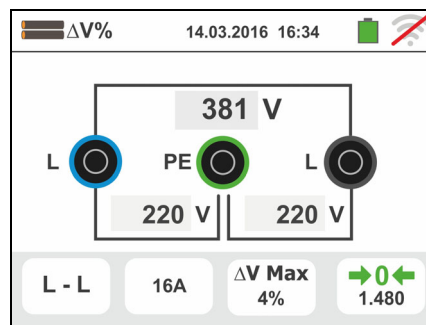 ΔV% 14.03.2016 16:34
381 V
L PE L
220 V 220 V
L - L 16A ΔV Max 4% →0← 1.480